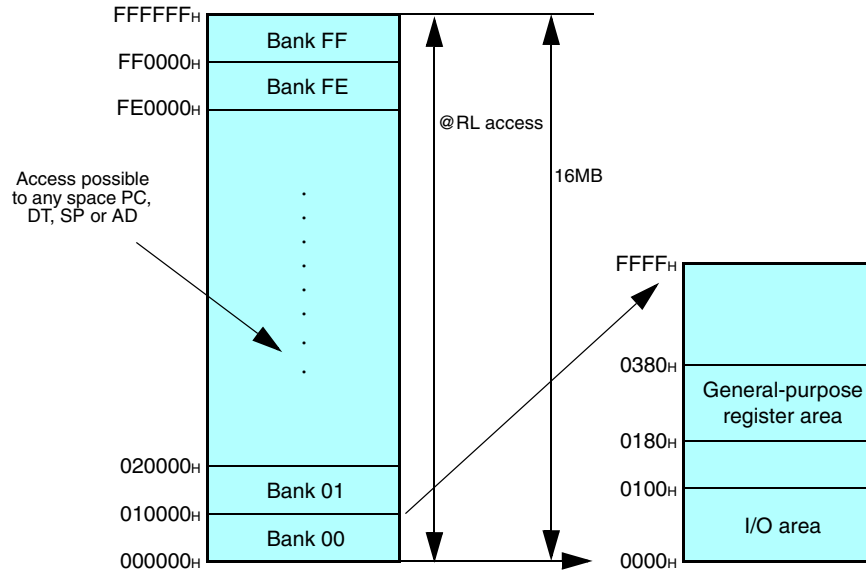 FFFFFFH
Bank FF
FF0000H
Bank FE
FE0000H
@RL access
16MB
Access possible
to any space PC,
DT, SP or AD
020000H
Bank 01
010000H
Bank 00
000000H
FFFFH
0380H
General-purpose
register area
0180H
0100H
I/O area
0000H